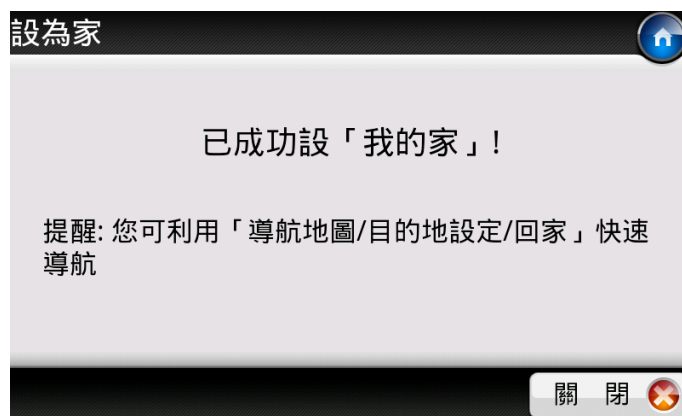 設為家
已成功設「我的家」!
提醒: 您可利用「導航地圖/目的地設定/回家」快速
導航
關 閉